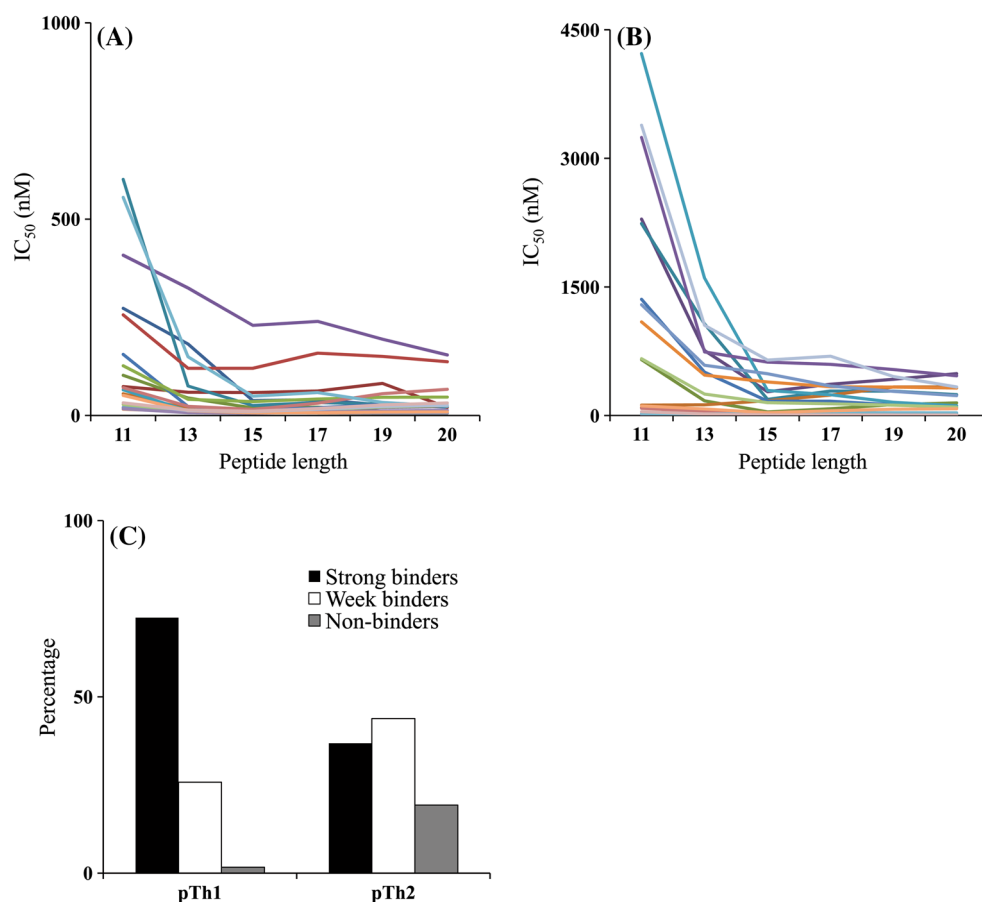 (A)
1000
500
0
IC50 (nM)
11 13 15 17 19 20
Peptide length
(B)
4500
3000
1500
0
IC50 (nM)
11 13 15 17 19 20
Peptide length
(C)
100
50
0
Percentage
Strong binders
Week binders
Non-binders
pTh1 pTh2